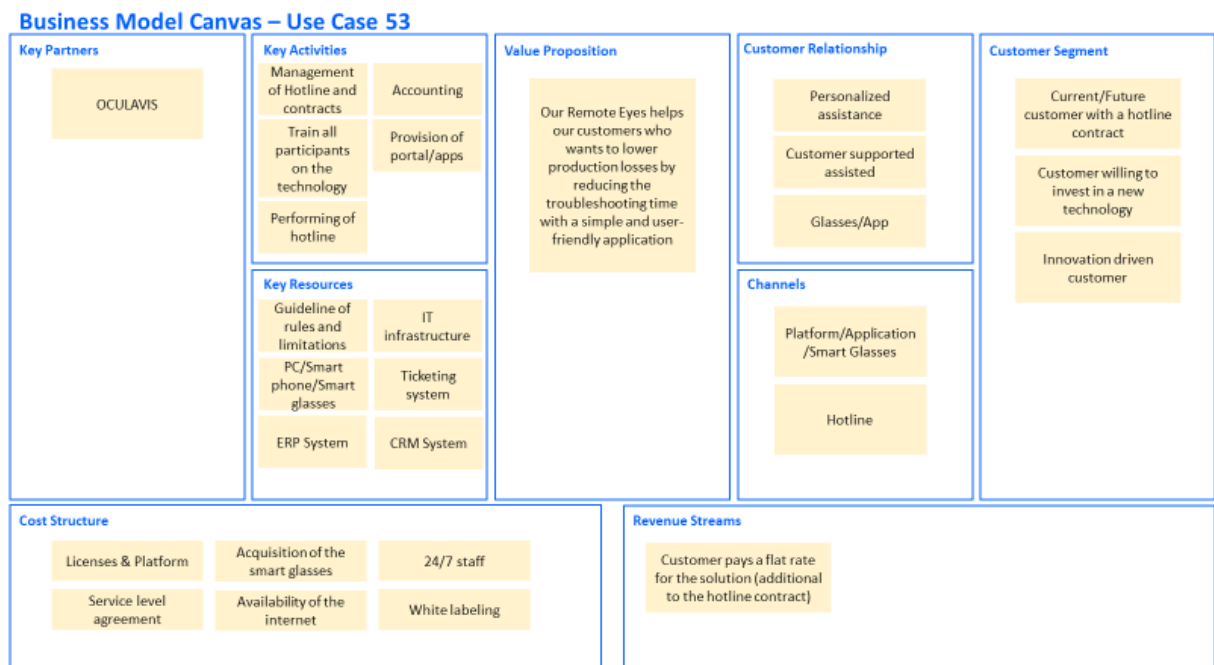 Business Model Canvas – Use Case 53
Key Partners
OCULAVIS
Key Activities
Management
of Hotline and
contracts
Accounting
Train all
participants
on the
technology
Provision of
portal/apps
Performing of
hotline
Key Resources
Guideline of
rules and
limitations
IT
infrastructure
PC/Smart
phone/Smart
glasses
Ticketing
system
ERP System
CRM System
Value Proposition
Our Remote Eyes helps
our customers who
wants to lower
production losses by
reducing the
troubleshooting time
with a simple and user-
friendly application
Customer Relationship
Personalized
assistance
Customer supported
assisted
Glasses/App
Channels
Platform/Application
/Smart Glasses
Hotline
Customer Segment
Current/Future
customer with a hotline
contract
Customer willing to
invest in a new
technology
Innovation driven
customer
Cost Structure
Licenses & Platform
Acquisition of the
smart glasses
24/7 staff
Service level
agreement
Availability of the
internet
White labeling
Revenue Streams
Customer pays a flat rate
for the solution (additional
to the hotline contract)